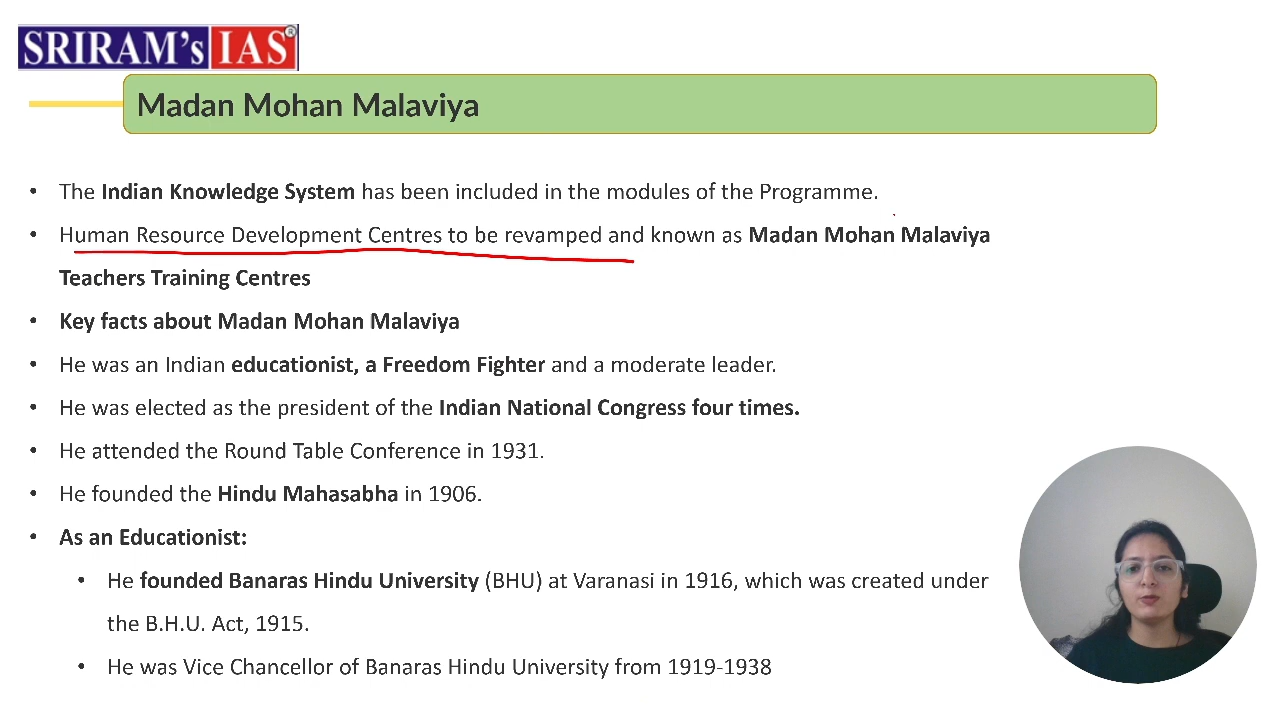 SRIRAM's IAS®
Madan Mohan Malaviya
• The Indian Knowledge System has been included in the modules of the Programme.
• Human Resource Development Centres to be revamped and known as Madan Mohan Malaviya
Teachers Training Centres
• Key facts about Madan Mohan Malaviya
• He was an Indian educationist, a Freedom Fighter and a moderate leader.
• He was elected as the president of the Indian National Congress four times.
• He attended the Round Table Conference in 1931.
• He founded the Hindu Mahasabha in 1906.
• As an Educationist:
• He founded Banaras Hindu University (BHU) at Varanasi in 1916, which was created under
the B.H.U. Act, 1915.
• He was Vice Chancellor of Banaras Hindu University from 1919-1938